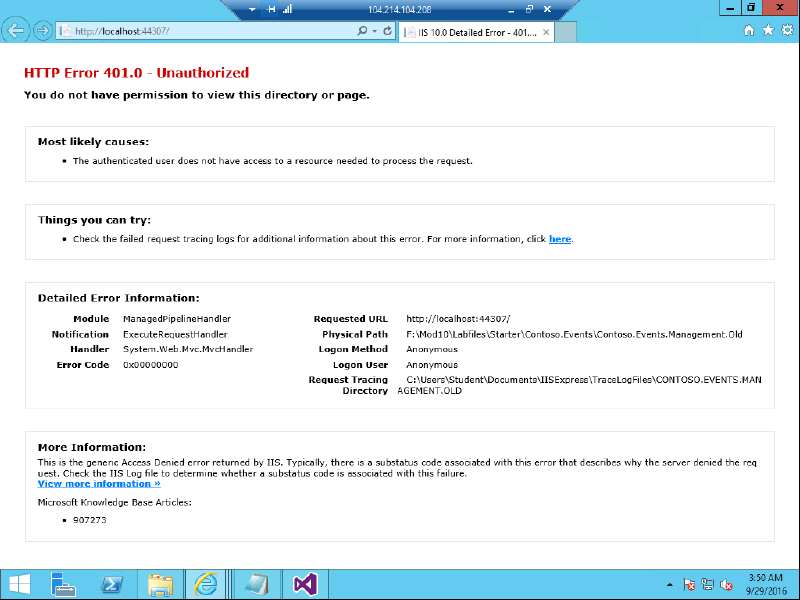 104.214.104.208
http://localhost:44307/
IIS 10.0 Detailed Error - 401....
HTTP Error 401.0 - Unauthorized
You do not have permission to view this directory or page.
Most likely causes:
• The authenticated user does not have access to a resource needed to process the request.
Things you can try:
• Check the failed request tracing logs for additional information about this error. For more information, click here.
Detailed Error Information:
Module ManagedPipelineHandler
Notification ExecuteRequestHandler
Handler System.Web.Mvc.MvcHandler
Error Code 0x00000000
Requested URL http://localhost:44307/
Physical Path F:\Mod10\Labfiles\Starter\Contoso.Events\Contoso.Events.Management.Old
Logon Method Anonymous
Logon User Anonymous
Request Tracing C:\Users\Student\Documents\IISExpress\TraceLogFiles\CONTOSO.EVENTS.MAN
Directory AGEMENT.OLD
More Information:
This is the generic Access Denied error returned by IIS. Typically, there is a substatus code associated with this error that describes why the server denied the req
uest. Check the IIS Log file to determine whether a substatus code is associated with this failure.
View more information »
Microsoft Knowledge Base Articles:
• 907273
3:50 AM
9/29/2016